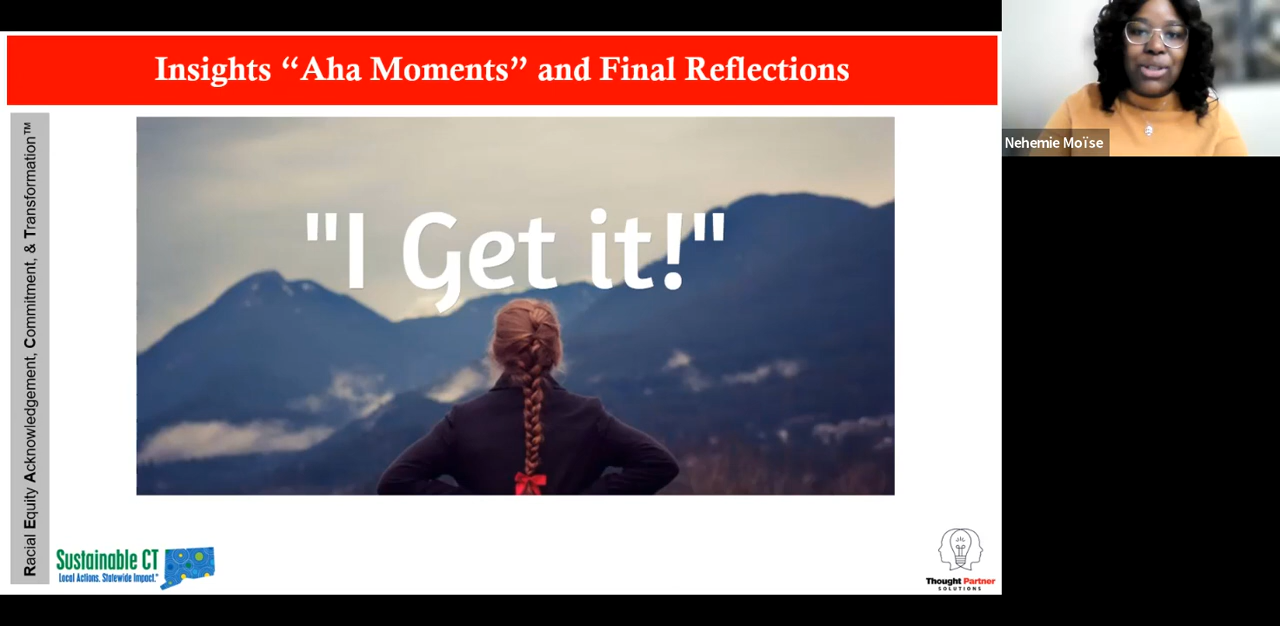 Insights “Aha Moments” and Final Reflections
Racial Equity Acknowledgement, Commitment, & Transformation™
"I Get it!"
Nehemie Moïse
Sustainable CT
Local Actions. Statewide Impact.®
Thought Partner
SOLUTIONS